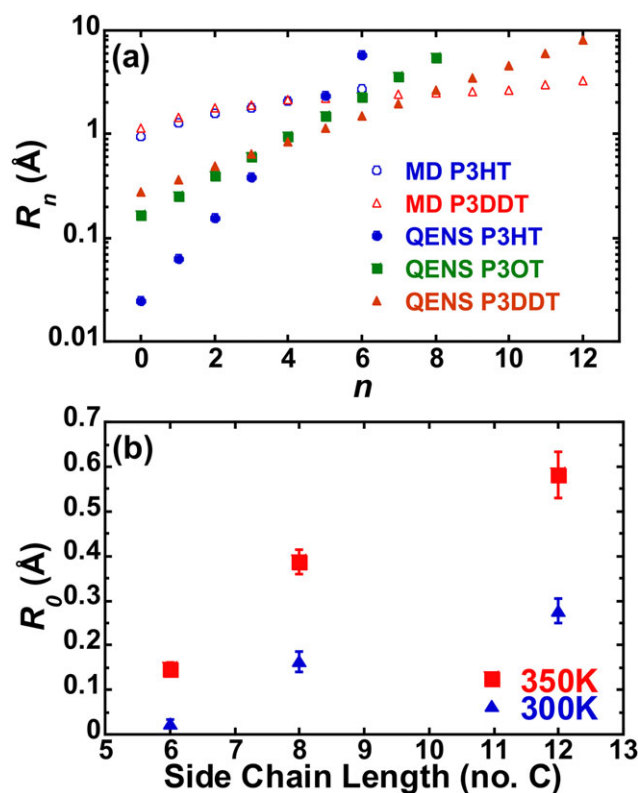 (a)
10
1
0.1
0.01
R_n (Å)
MD P3HT
MD P3DDT
QENS P3HT
QENS P3OT
QENS P3DDT
0 2 4 6 8 10 12
n
(b)
0.7
0.6
0.5
0.4
0.3
0.2
0.1
0
R_0 (Å)
350K
300K
5 6 7 8 9 10 11 12 13
Side Chain Length (no. C)